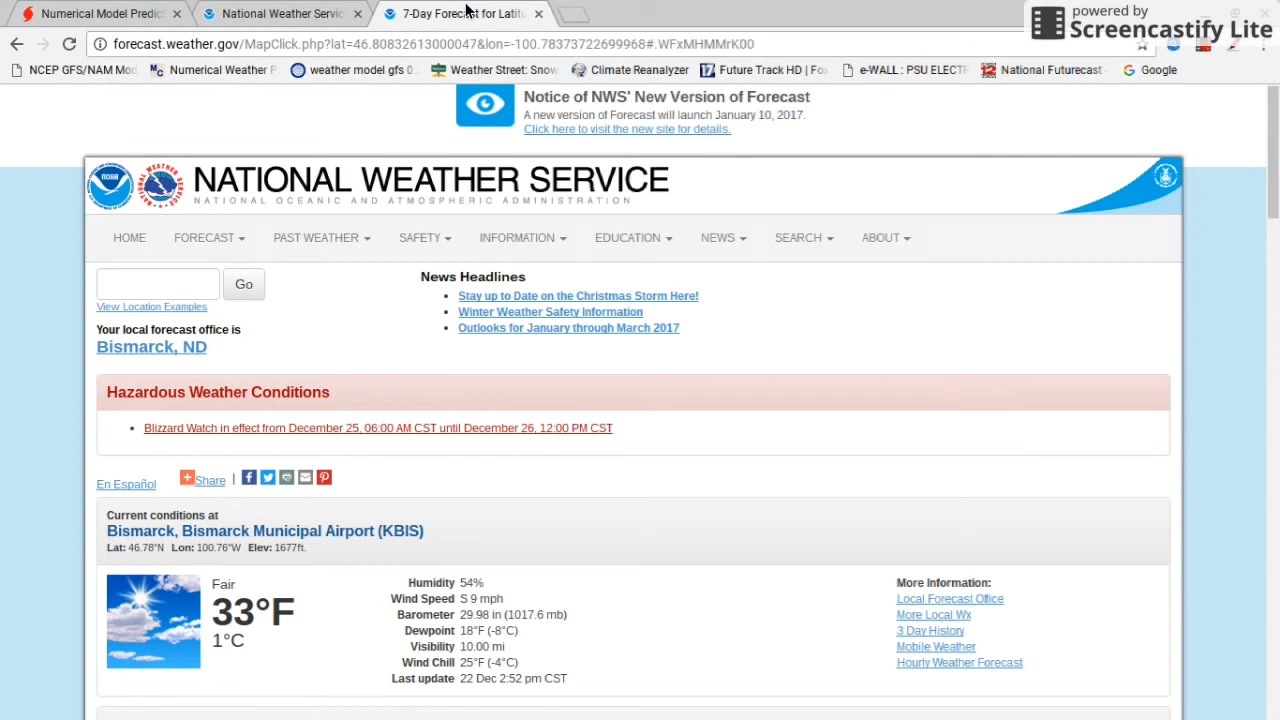 Numerical Model Predic
National Weather Servic
7-Day Forecast for Latitu
powered by
Screencastify Lite
forecast.weather.gov/MapClick.php?lat=46.80832613000047&lon=-100.78373722699968#.WFxMHMMrK00
NCEP GFS/NAM Mod
Numerical Weather P
weather model gfs 0.
Weather Street: Snow
Climate Reanalyzer
Future Track HD | Fox
e-WALL : PSU ELECTR
National Futurecast
Google
Notice of NWS' New Version of Forecast
A new version of Forecast will launch January 10, 2017.
Click here to visit the new site for details.
NOAA
NATIONAL WEATHER SERVICE
NATIONAL OCEANIC AND ATMOSPHERIC ADMINISTRATION
HOME FORECAST PAST WEATHER SAFETY INFORMATION EDUCATION NEWS SEARCH ABOUT
Go
View Location Examples
News Headlines
Stay up to Date on the Christmas Storm Here!
Winter Weather Safety Information
Outlooks for January through March 2017
Your local forecast office is
Bismarck, ND
Hazardous Weather Conditions
Blizzard Watch in effect from December 25, 06:00 AM CST until December 26, 12:00 PM CST
En Español
Share |
Current conditions at
Bismarck, Bismarck Municipal Airport (KBIS)
Lat: 46.78°N Lon: 100.76°W Elev: 1677ft.
Fair
33°F
1°C
Humidity 54%
Wind Speed S 9 mph
Barometer 29.98 in (1017.6 mb)
Dewpoint 18°F (-8°C)
Visibility 10.00 mi
Wind Chill 25°F (-4°C)
Last update 22 Dec 2:52 pm CST
More Information:
Local Forecast Office
More Local Wx
3 Day History
Mobile Weather
Hourly Weather Forecast